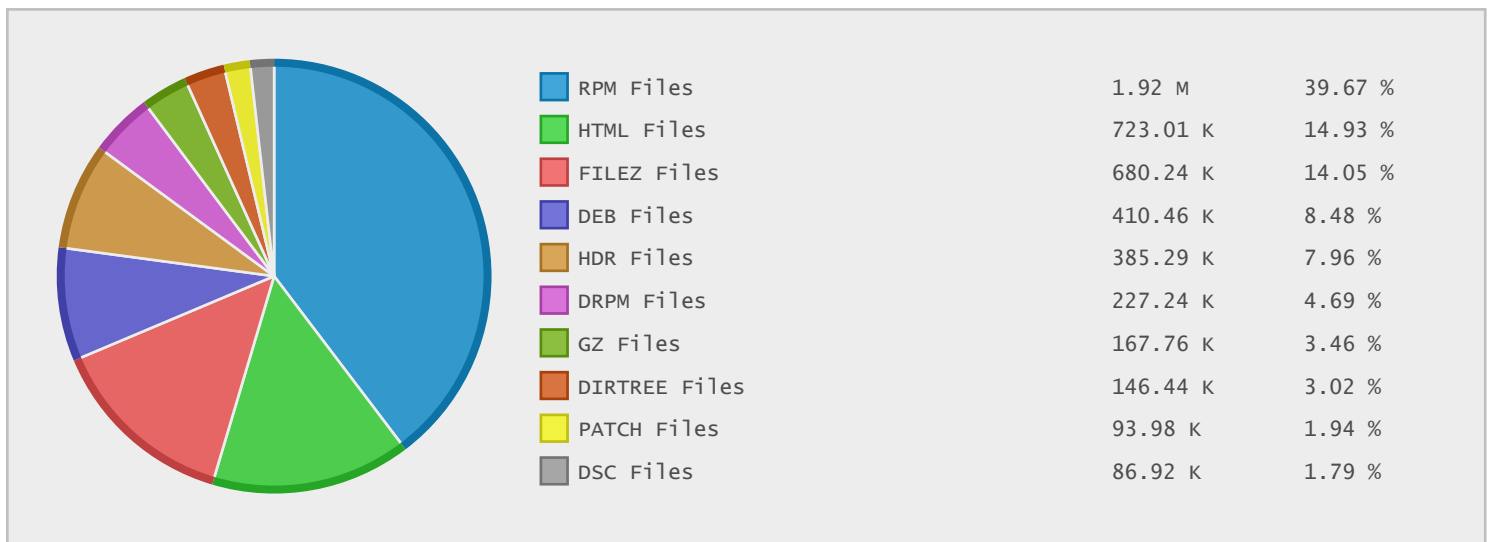 RPM Files 1.92 M 39.67 %
HTML Files 723.01 K 14.93 %
FILEZ Files 680.24 K 14.05 %
DEB Files 410.46 K 8.48 %
HDR Files 385.29 K 7.96 %
DRPM Files 227.24 K 4.69 %
GZ Files 167.76 K 3.46 %
DIRTREE Files 146.44 K 3.02 %
PATCH Files 93.98 K 1.94 %
DSC Files 86.92 K 1.79 %